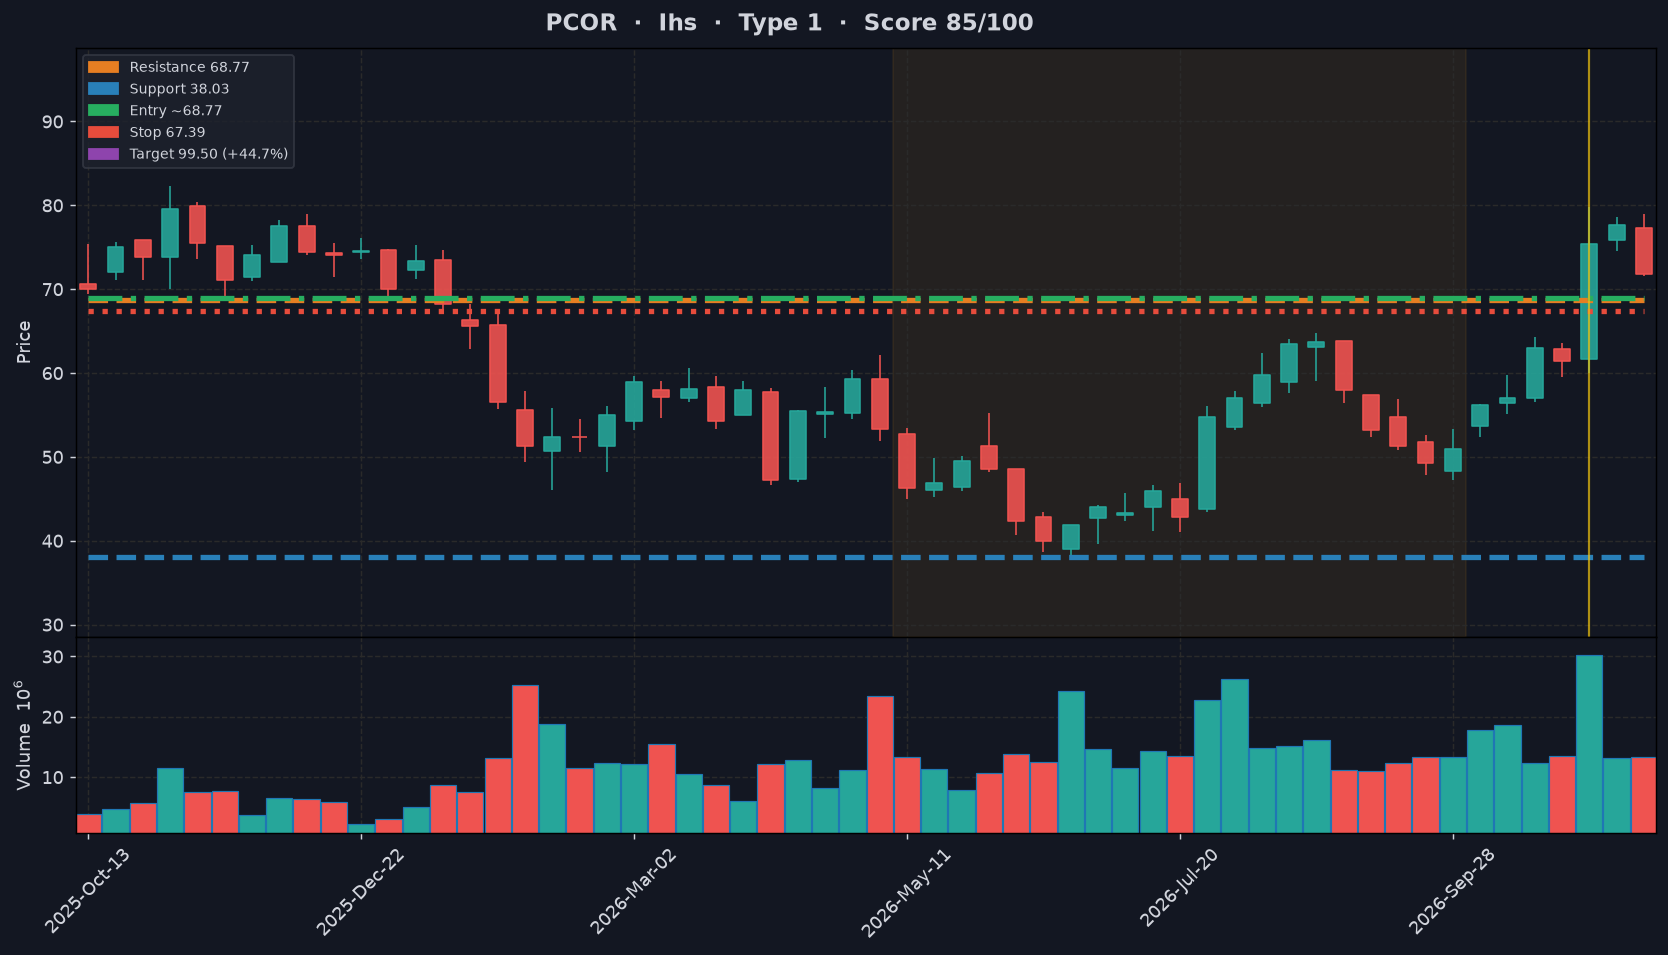 PCOR · Ihs · Type 1 · Score 85/100
Resistance 68.77
Support 38.03
Entry ~68.77
Stop 67.39
Target 99.50 (+44.7%)
Price
90
80
70
60
50
40
30
Volume 10⁶
30
20
10
2025-Oct-13
2025-Dec-22
2026-Mar-02
2026-May-11
2026-Jul-20
2026-Sep-28